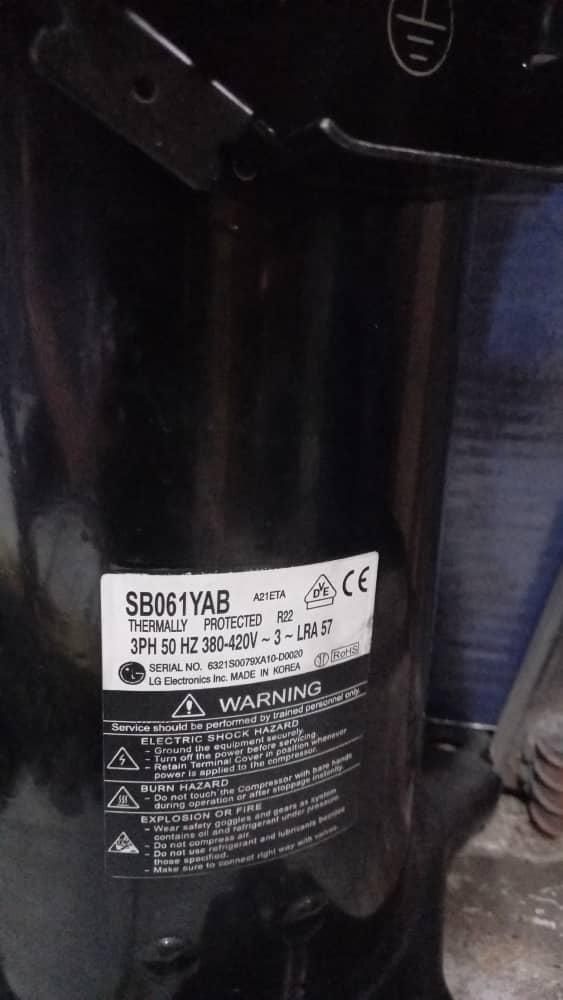 SB061YAB A21ETA DVE CE
THERMALLY PROTECTED R22
3PH 50 HZ 380-420V ~ 3 ~ LRA 57
SERIAL NO. 6321S0079XA10-D0020 RoHS
LG LG Electronics Inc. MADE IN KOREA
WARNING
Service should be performed by trained personnel only.
ELECTRIC SHOCK HAZARD
- Ground the equipment securely.
- Turn off the power before servicing.
- Retain Terminal Cover in position whenever
power is applied to the compressor.
BURN HAZARD
- Do not touch the Compressor with bare hands
during operation or after stoppage instantly.
EXPLOSION OR FIRE
- Wear safety goggles and gears as system
contains oil and refrigerant under pressure.
- Do not compress air.
- Do not use refrigerant and lubricants besides
those specified.
- Make sure to connect right way with valves.